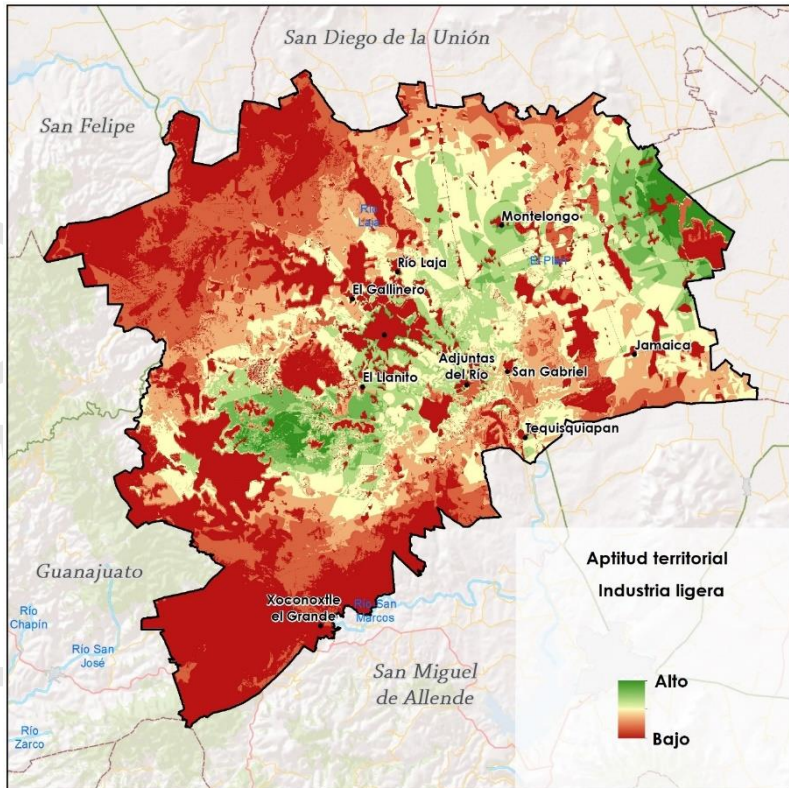 San Diego de la Unión
San Felipe
Río
Laja
Montelongo
El Plan
Río Laja
El Gallinero
Jamaica
Adjuntas
del Río
San Gabriel
El Llanito
Tequisquiapan
Guanajuato
Xoconoxtle
el Grande
Río San
Marcos
Río
Chapín
Río San
José
San Miguel
de Allende
Río
Zarco
Aptitud territorial
Industria ligera
Alto
Bajo